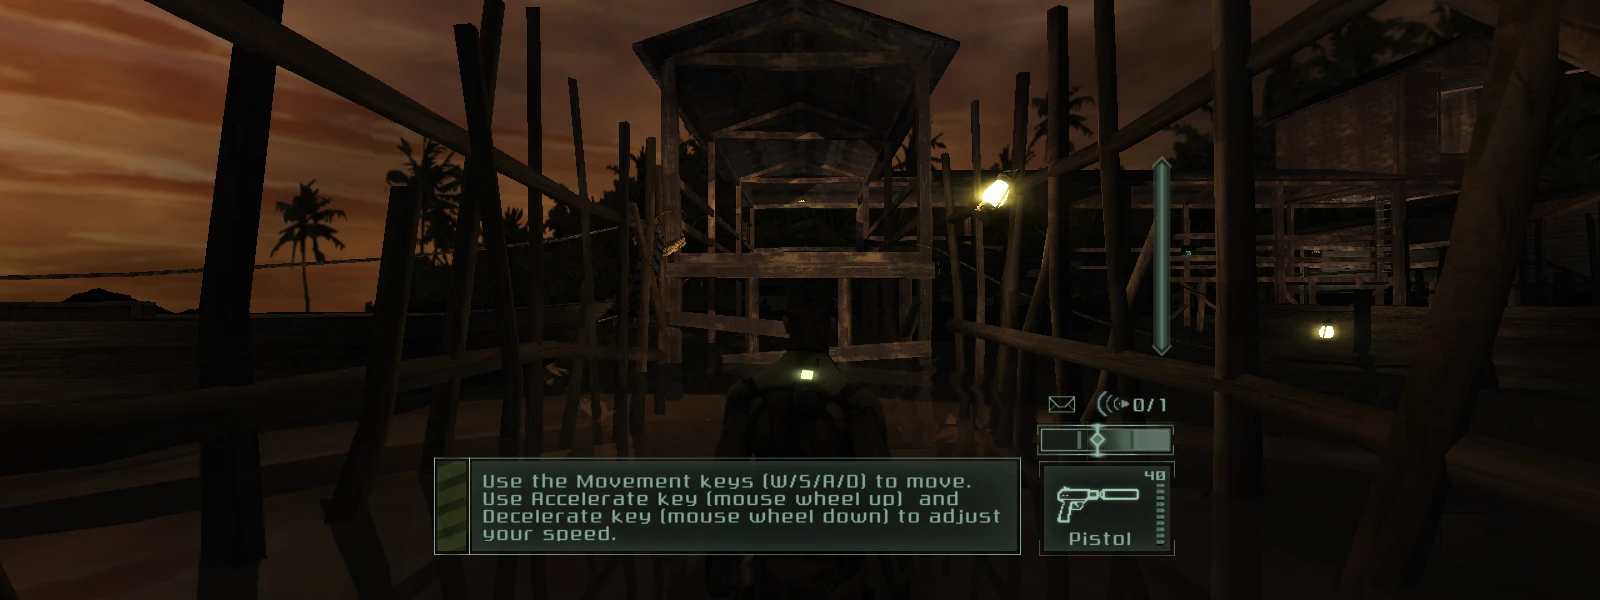 0/1
Use the Movement keys (W/S/A/D) to move.
Use Accelerate key (mouse wheel up)  and
Decelerate key (mouse wheel down) to adjust
your speed.
40
Pistol